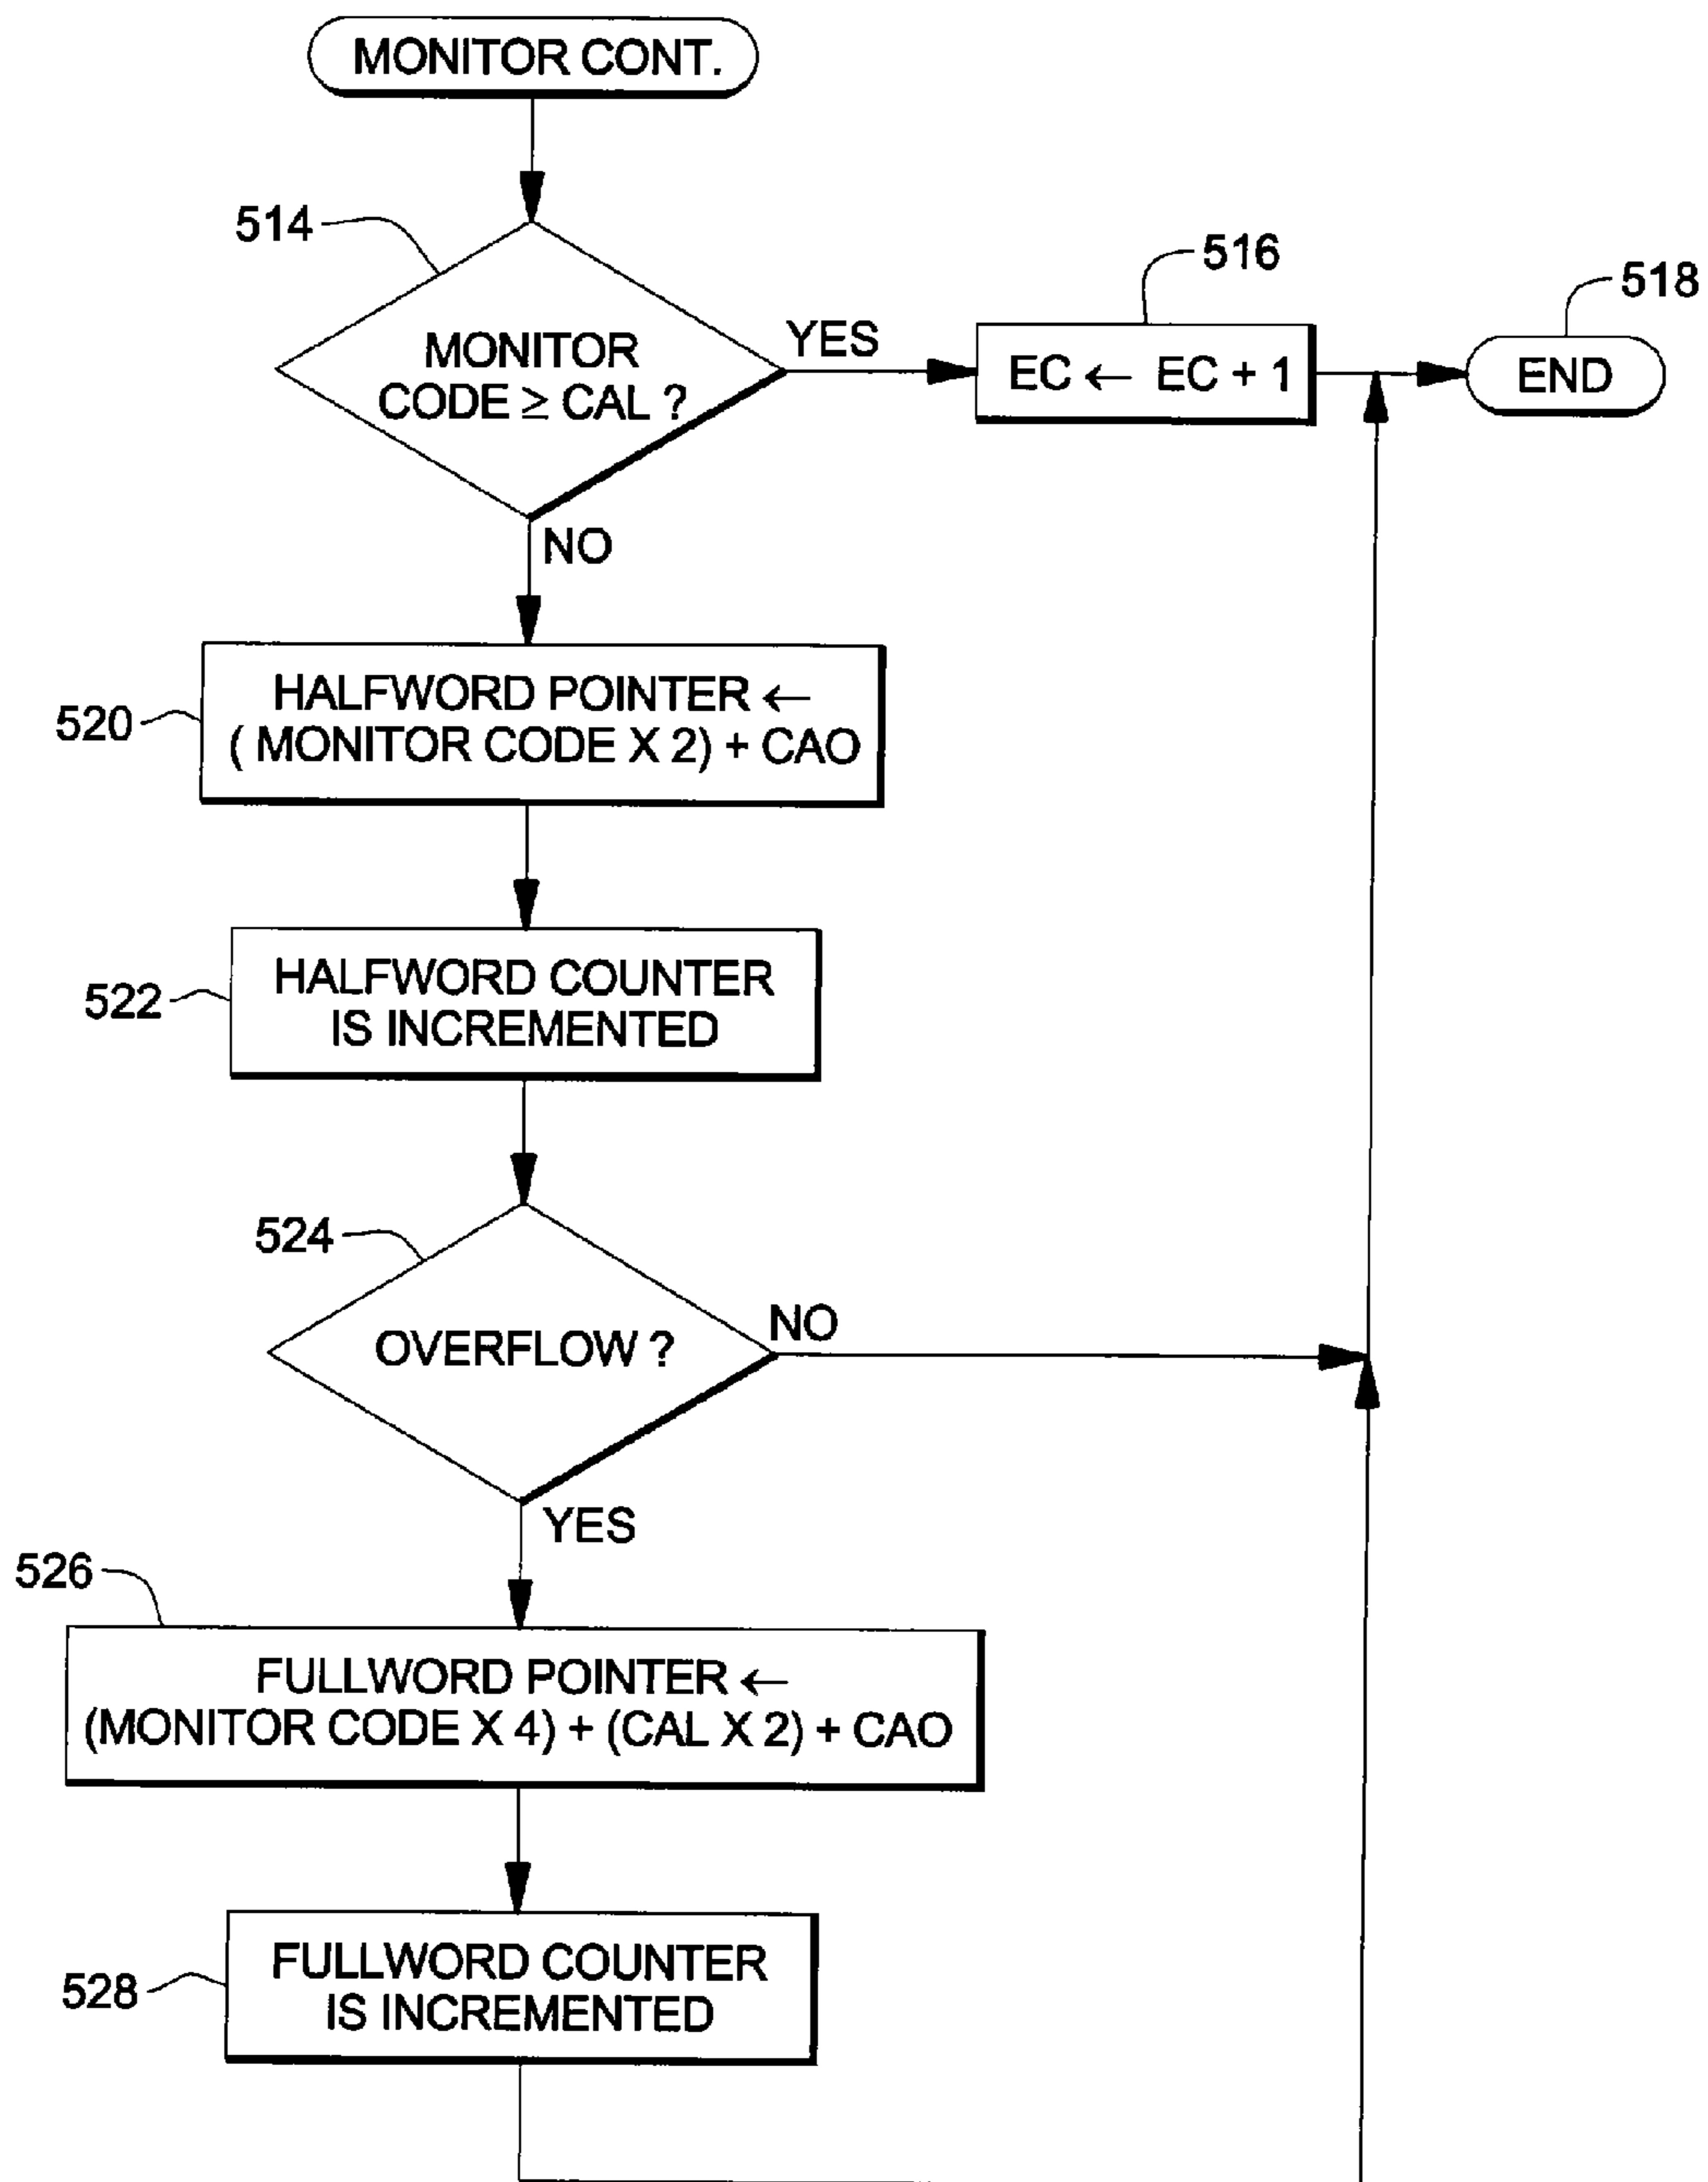 MONITOR CONT.
514
MONITOR
CODE ≥ CAL ?
YES
516
EC ← EC + 1
518
END
NO
520
HALFWORD POINTER ←
( MONITOR CODE X 2) + CAO
522
HALFWORD COUNTER
IS INCREMENTED
524
OVERFLOW ?
NO
YES
526
FULLWORD POINTER ←
(MONITOR CODE X 4) + (CAL X 2) + CAO
528
FULLWORD COUNTER
IS INCREMENTED